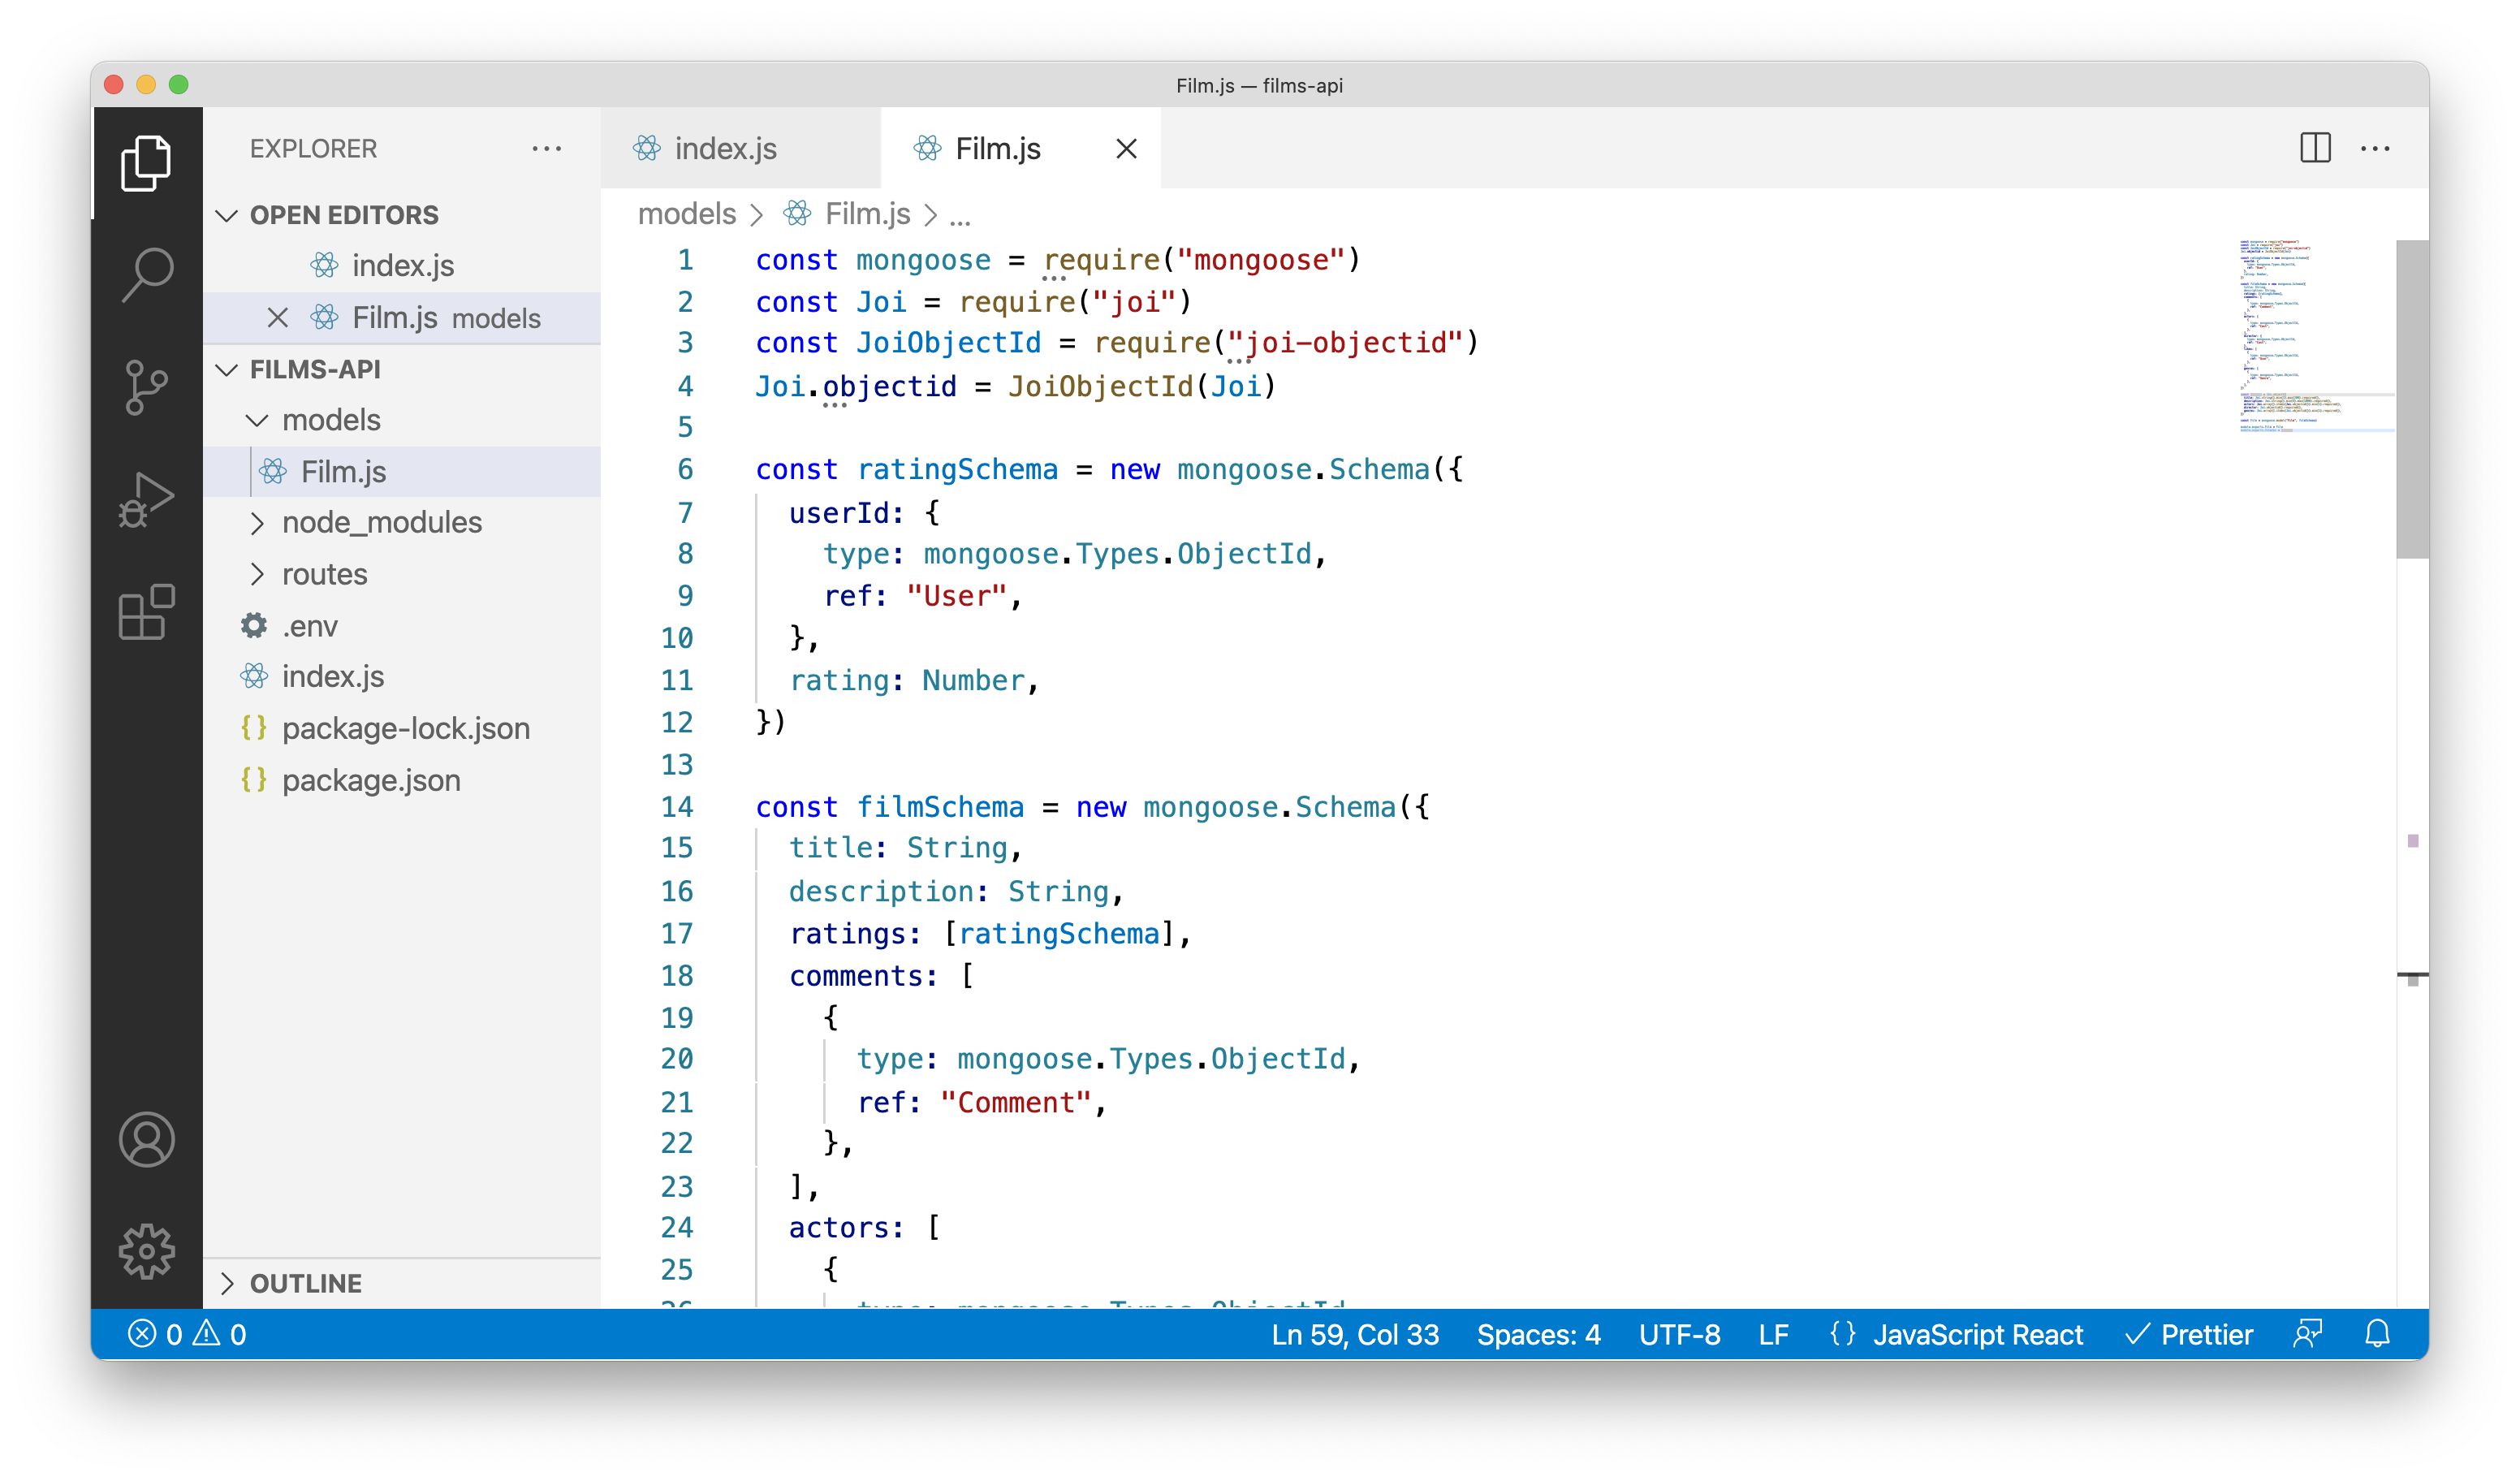 Film.js — films-api
EXPLORER
OPEN EDITORS
index.js
Film.js models
FILMS-API
models
Film.js
node_modules
routes
.env
index.js
{} package-lock.json
{} package.json
OUTLINE
index.js
Film.js
models > Film.js > ...
1 const mongoose = require("mongoose")
2 const Joi = require("joi")
3 const JoiObjectId = require("joi-objectid")
4 Joi.objectid = JoiObjectId(Joi)
5
6 const ratingSchema = new mongoose.Schema({
7 userId: {
8 type: mongoose.Types.ObjectId,
9 ref: "User",
10 },
11 rating: Number,
12 })
13
14 const filmSchema = new mongoose.Schema({
15 title: String,
16 description: String,
17 ratings: [ratingSchema],
18 comments: [
19 {
20 type: mongoose.Types.ObjectId,
21 ref: "Comment",
22 },
23 ],
24 actors: [
25 {
26 type: mongoose.Types.ObjectId
0 0 Ln 59, Col 33 Spaces: 4 UTF-8 LF {} JavaScript React Prettier